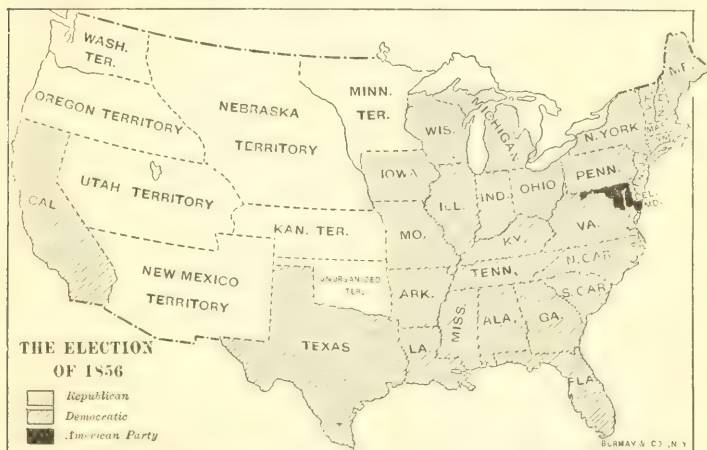 WASH.
TER.
OREGON TERRITORY
NEBRASKA
TERRITORY
MINN.
TER.
UTAH TERRITORY
CAL
NEW MEXICO
TERRITORY
KAN. TER.
UNORGANIZED
TER.
TEXAS
WIS.
MICHIGAN
IOWA
ILL.
IND.
OHIO
MO.
KY.
TENN.
ARK.
LA.
MISS.
ALA.
GA.
FLA.
S.CAR
N.CAR
VA.
PENN.
N.YORK
DEL.
MD.
THE ELECTION
OF 1856
Republican
Democratic
American Party
BORMAY & CO., N.Y.